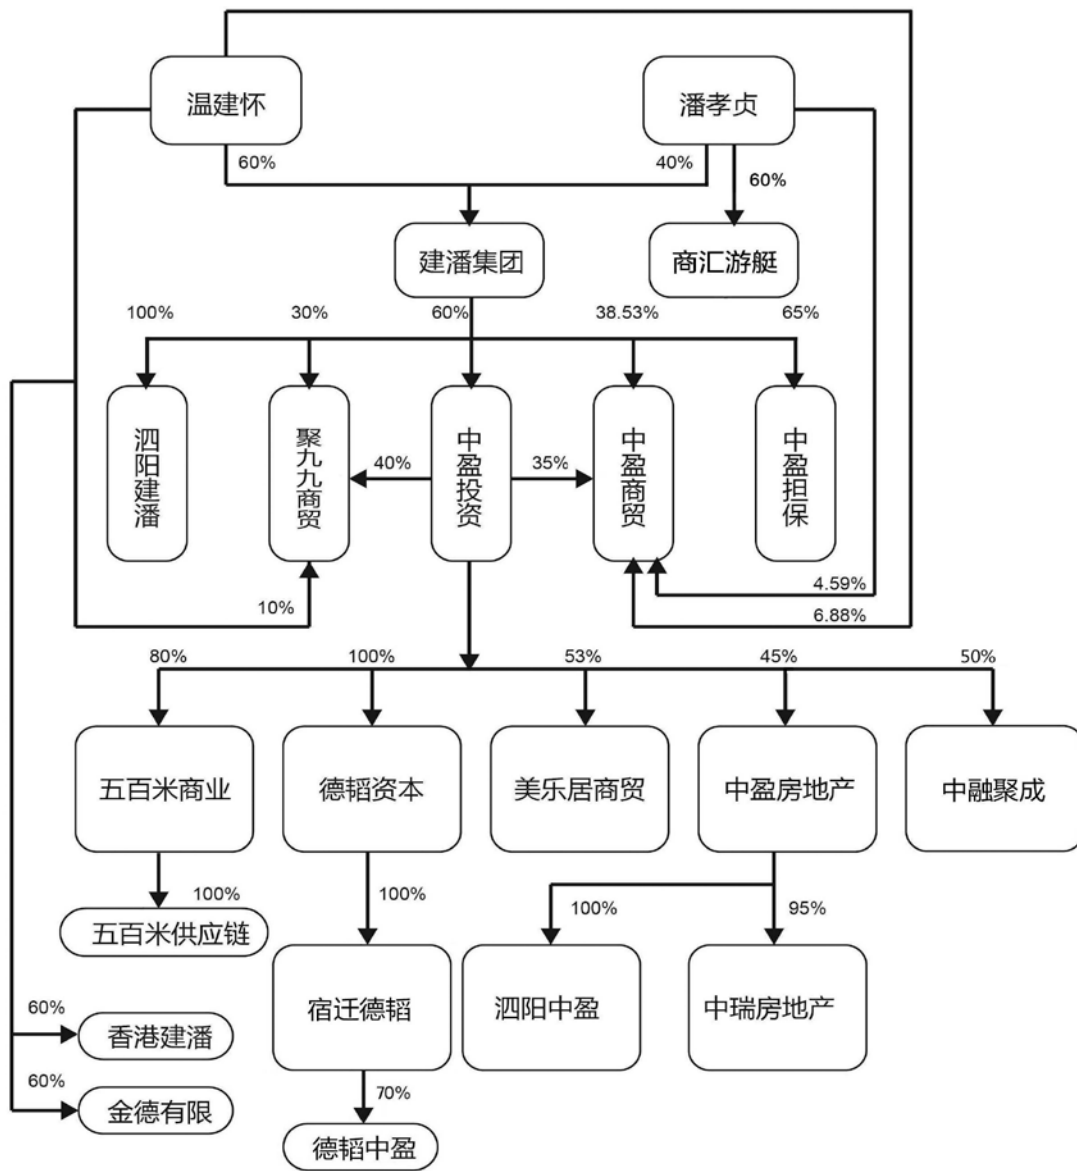 温建怀
潘孝贞
60%
40%
60%
建潘集团
商汇游艇
100%
30%
60%
38.53%
65%
泗阳建潘
聚九九商贸
中盈投资
中盈商贸
中盈担保
40%
35%
4.59%
10%
6.88%
80%
100%
53%
45%
50%
五百米商业
德韬资本
美乐居商贸
中盈房地产
中融聚成
100%
100%
100%
95%
五百米供应链
宿迁德韬
泗阳中盈
中瑞房地产
60%
香港建潘
60%
金德有限
70%
德韬中盈